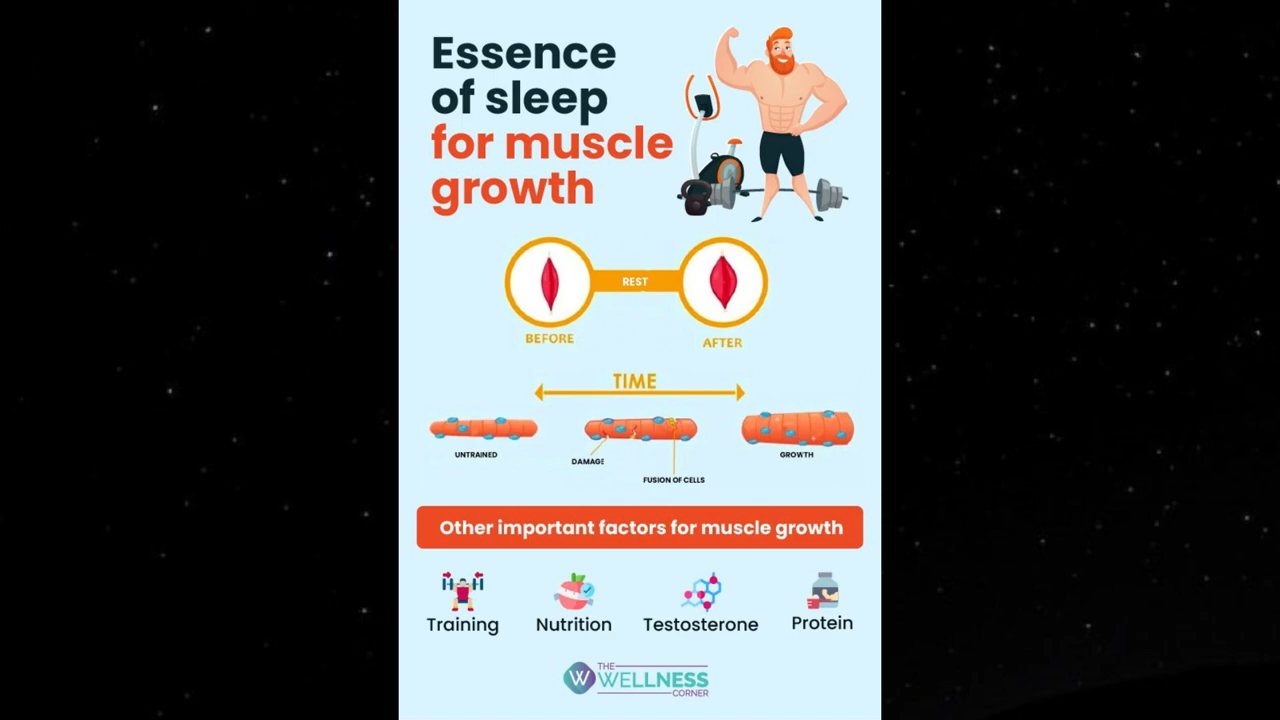 Essence
of sleep
for muscle
growth
REST
BEFORE
AFTER
TIME
UNTRAINED
DAMAGE
FUSION OF CELLS
GROWTH
Other important factors for muscle growth
Training
Nutrition
Testosterone
Protein
W
THE
WELLNESS
CORNER